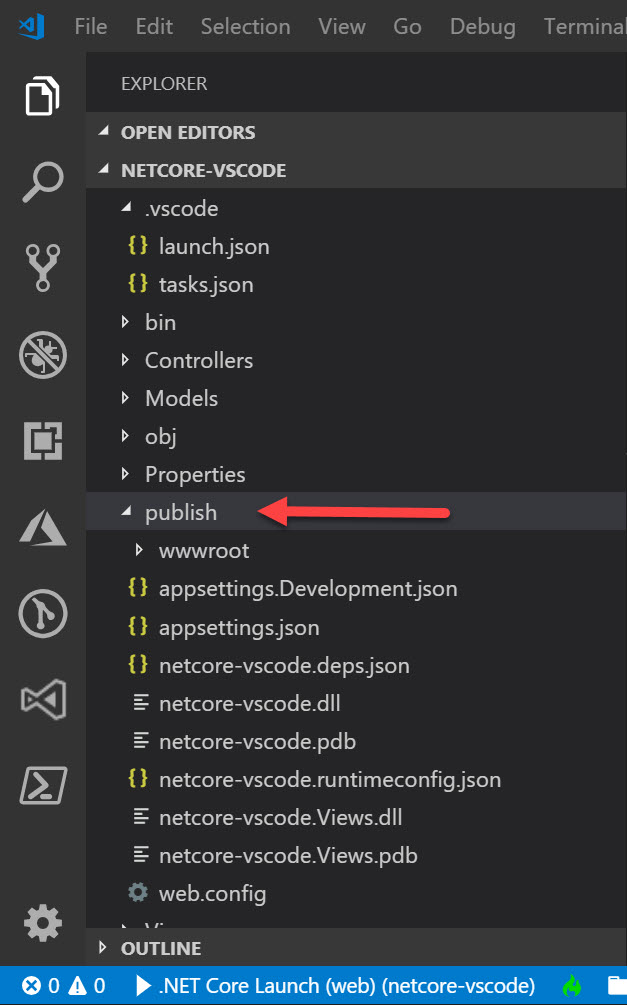 File Edit Selection View Go Debug Terminal
EXPLORER
OPEN EDITORS
NETCORE-VSCODE
.vscode
{} launch.json
{} tasks.json
bin
Controllers
Models
obj
Properties
publish
wwwroot
{} appsettings.Development.json
{} appsettings.json
{} netcore-vscode.deps.json
netcore-vscode.dll
netcore-vscode.pdb
{} netcore-vscode.runtimeconfig.json
netcore-vscode.Views.dll
netcore-vscode.Views.pdb
web.config
OUTLINE
0 0 .NET Core Launch (web) (netcore-vscode)